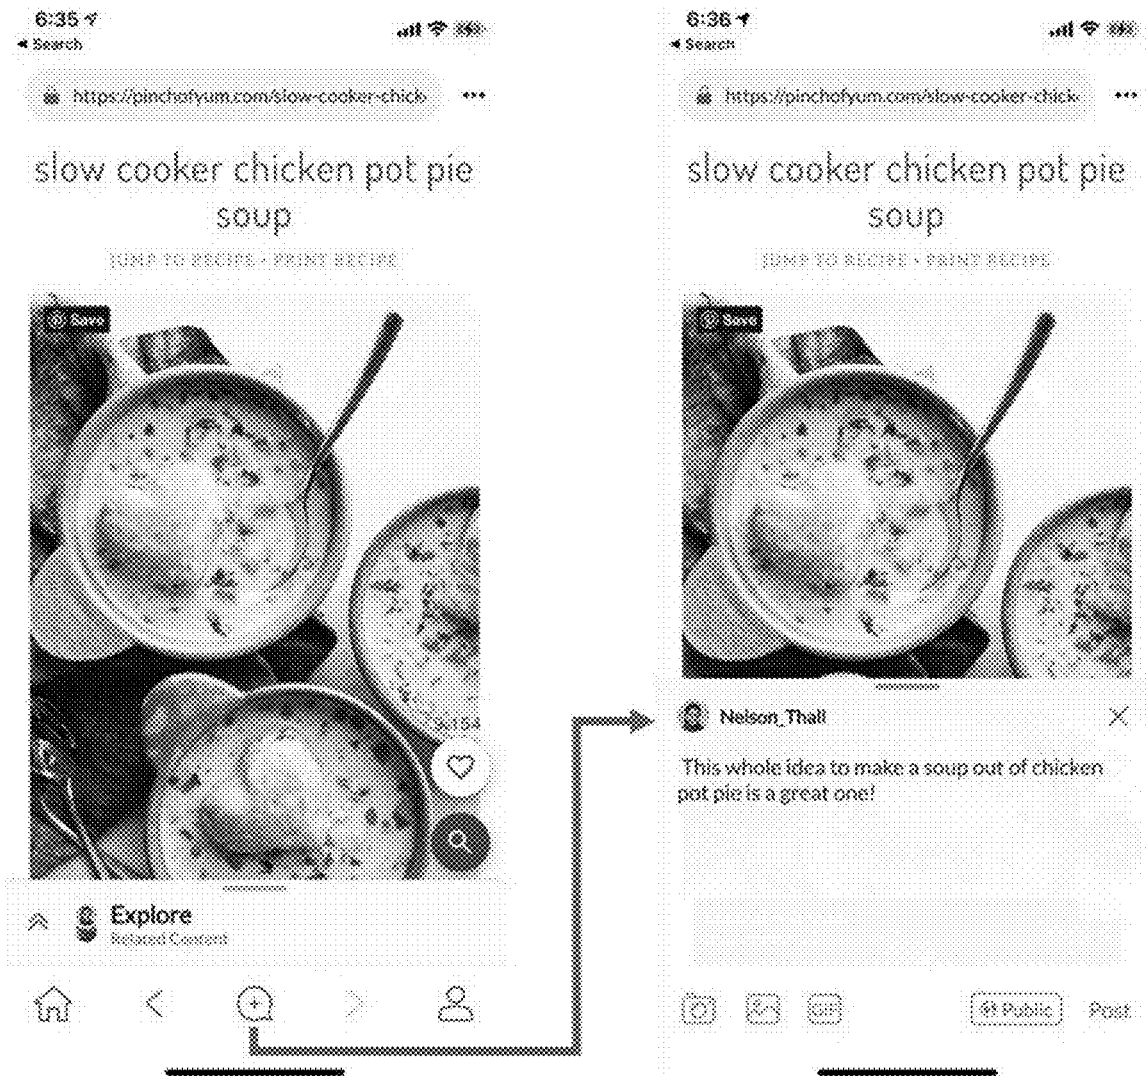 6:35
◀ Search
https://pinchofyum.com/slow-cooker-chick
slow cooker chicken pot pie
soup
JUMP TO RECIPE · PRINT RECIPE
Save
3,154
Explore
Related Content
6:36
◀ Search
https://pinchofyum.com/slow-cooker-chick
slow cooker chicken pot pie
soup
JUMP TO RECIPE · PRINT RECIPE
Save
Nelson_Thall
This whole idea to make a soup out of chicken
pot pie is a great one!
GIF
Public
Post